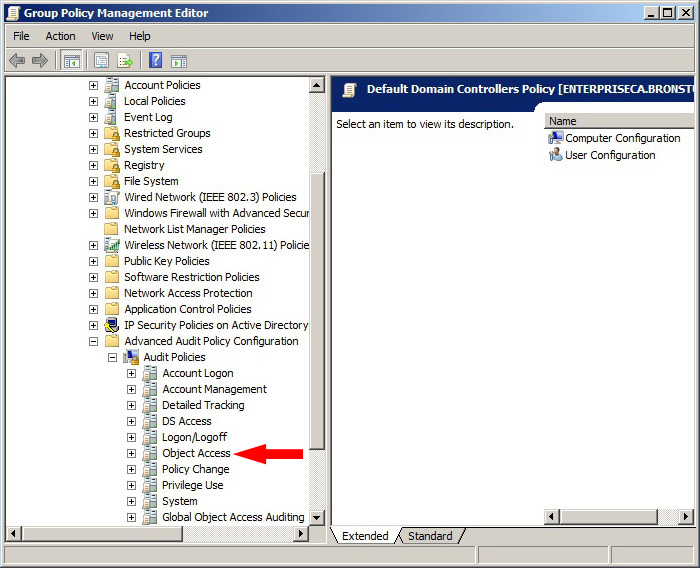 Group Policy Management Editor
File Action View Help
Account Policies
Local Policies
Event Log
Restricted Groups
System Services
Registry
File System
Wired Network (IEEE 802.3) Policies
Windows Firewall with Advanced Secur
Network List Manager Policies
Wireless Network (IEEE 802.11) Policie
Public Key Policies
Software Restriction Policies
Network Access Protection
Application Control Policies
IP Security Policies on Active Directory
Advanced Audit Policy Configuration
Audit Policies
Account Logon
Account Management
Detailed Tracking
DS Access
Logon/Logoff
Object Access
Policy Change
Privilege Use
System
Global Object Access Auditing
Default Domain Controllers Policy [ENTERPRISECA.BRONST
Select an item to view its description.
Name
Computer Configuration
User Configuration
Extended Standard